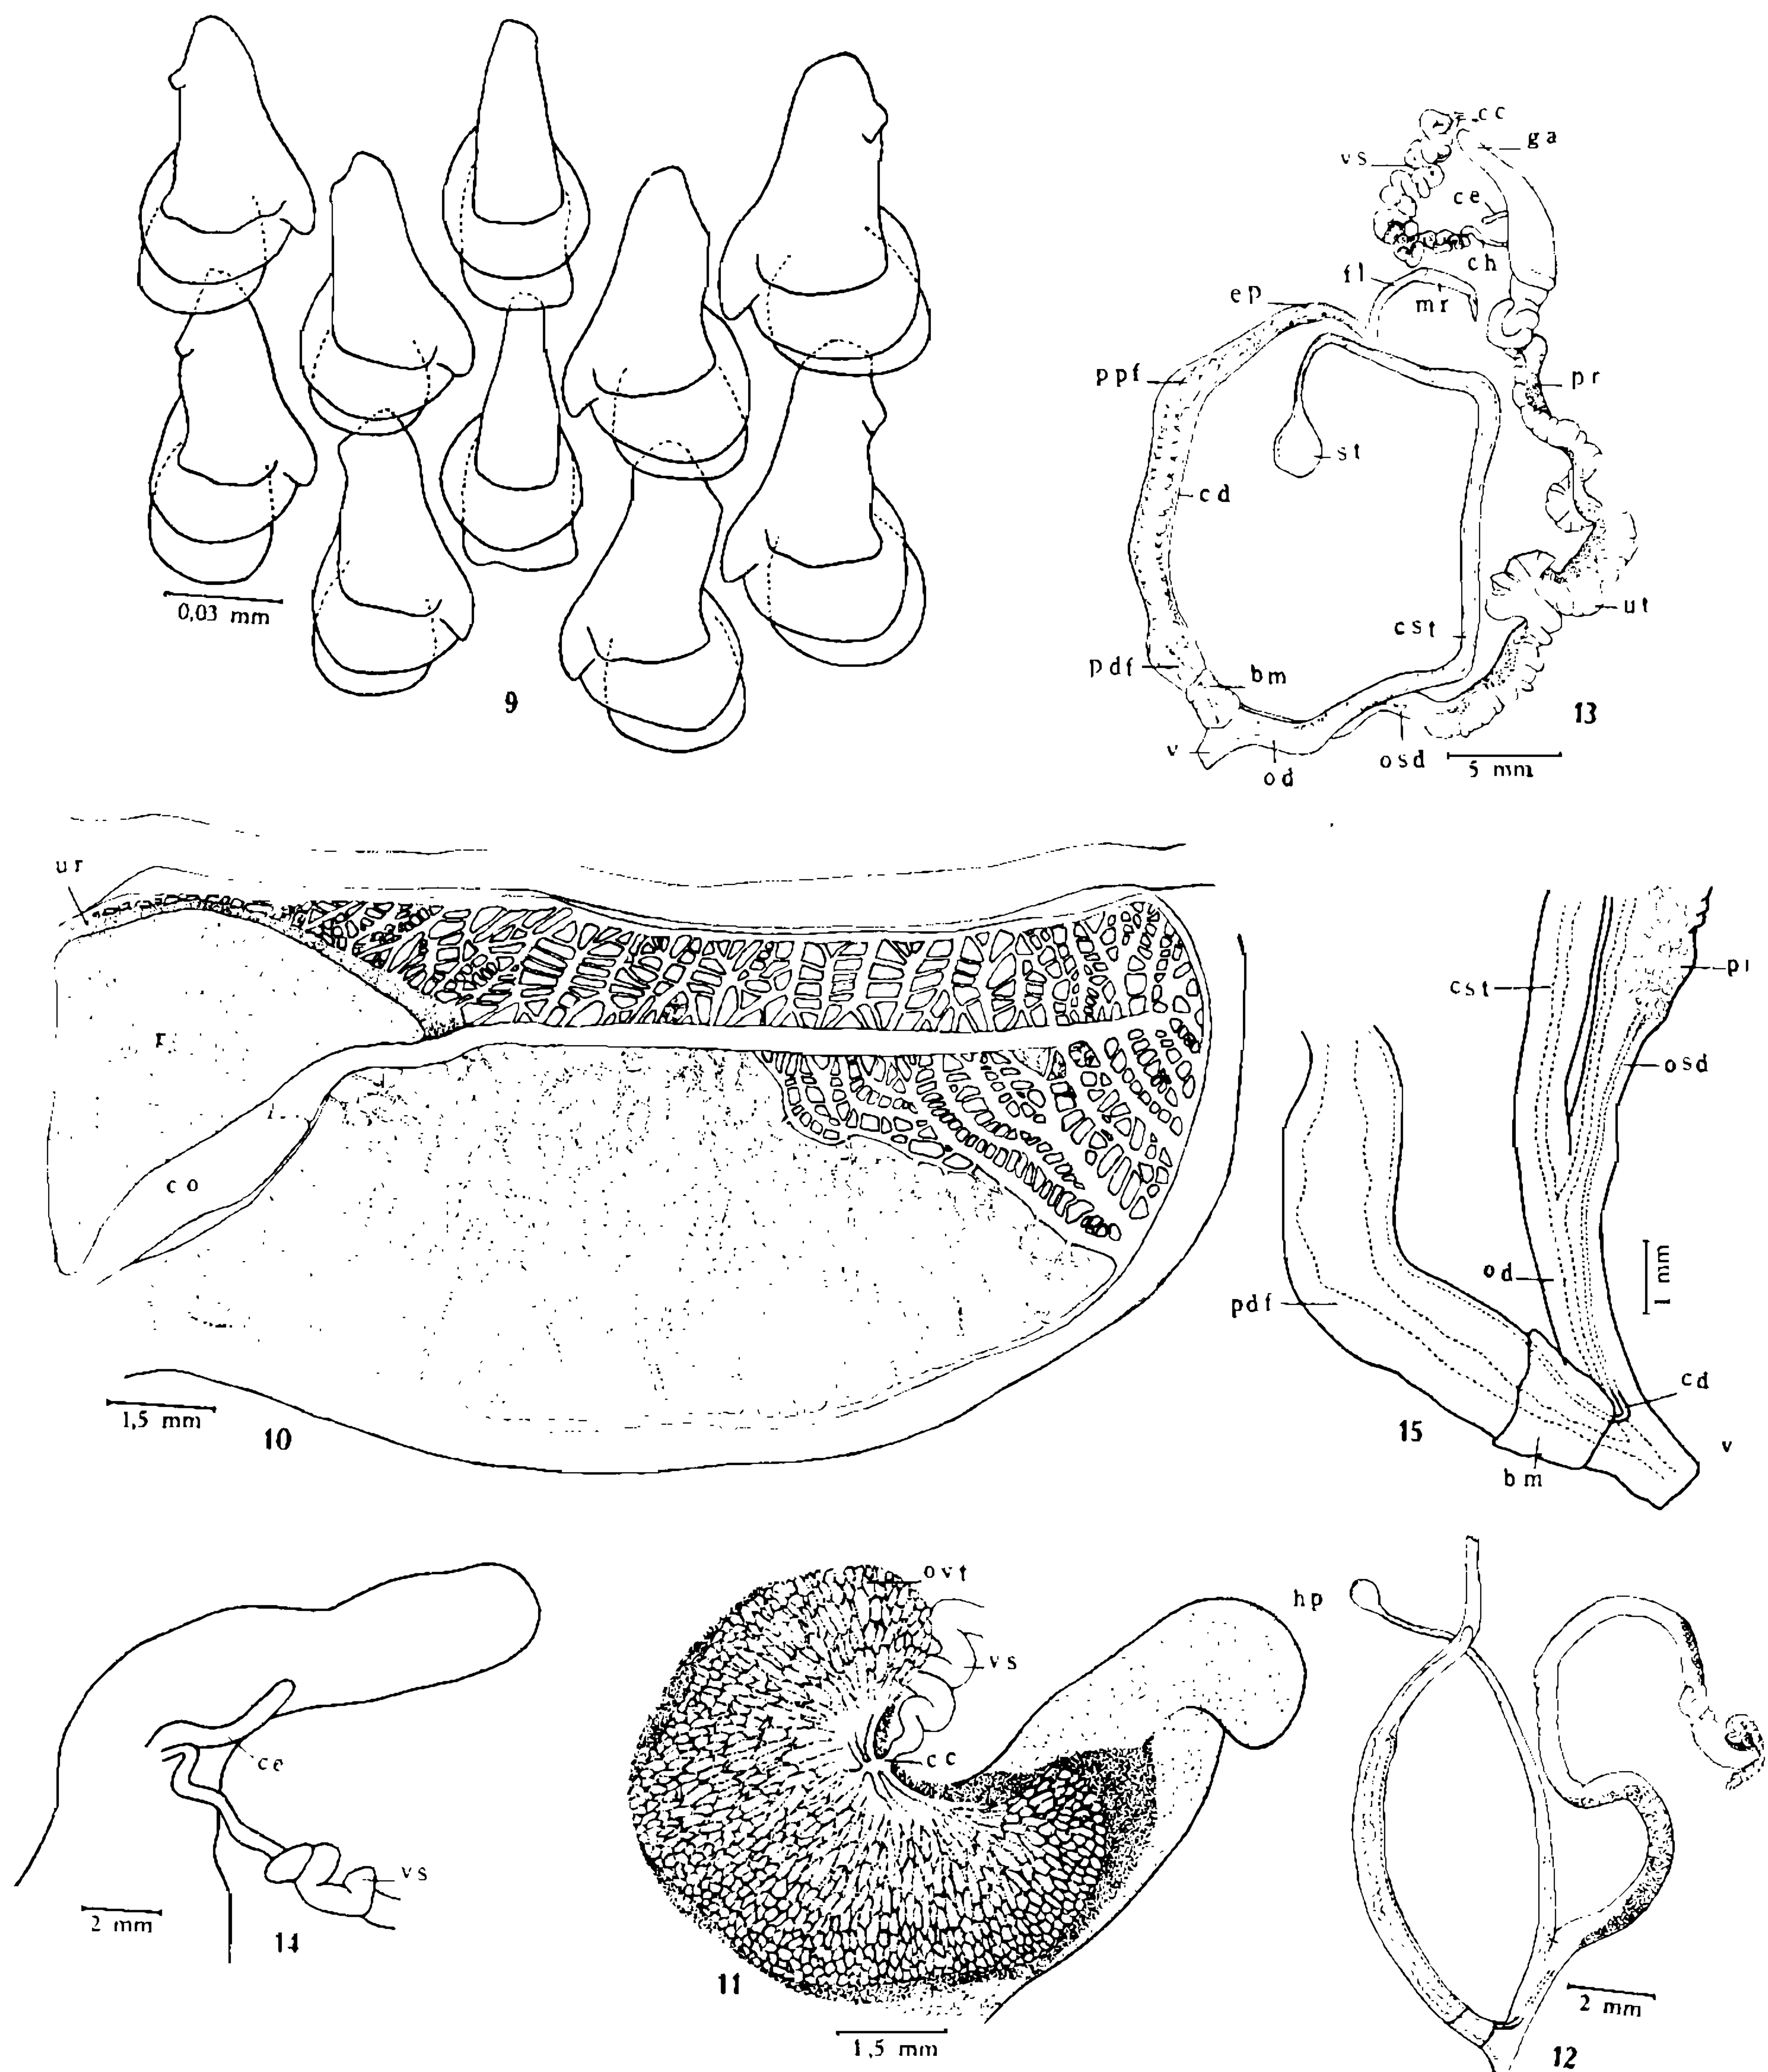 0,03 mm
9
cc
ga
vs
ce
ch
fl
mr
ep
ppf
pr
st
cd
ut
cst
pdf
bm
13
v
od
osd
5 mm
ur
r
co
1,5 mm
10
cst
osd
od
1 mm
pdf
cd
15
v
bm
ce
vs
2 mm
14
ovt
vs
cc
11
1,5 mm
hp
2 mm
12